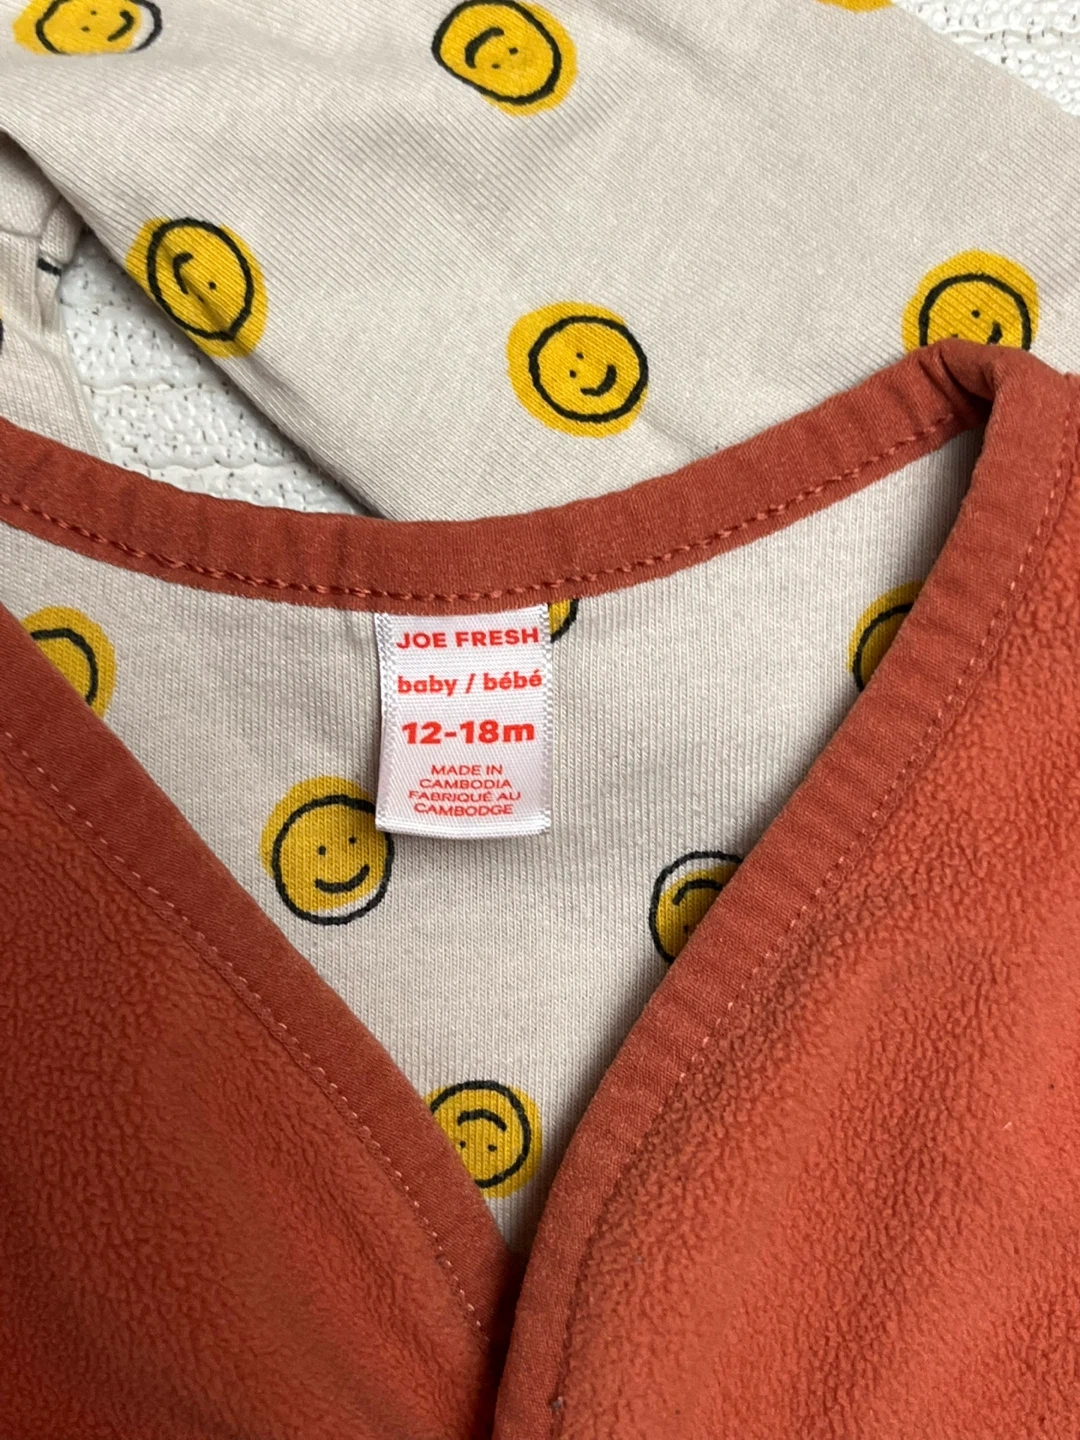 JOE FRESH
baby / bébé
12-18m
MADE IN
CAMBODIA
FABRIQUÉ AU
CAMBODGE